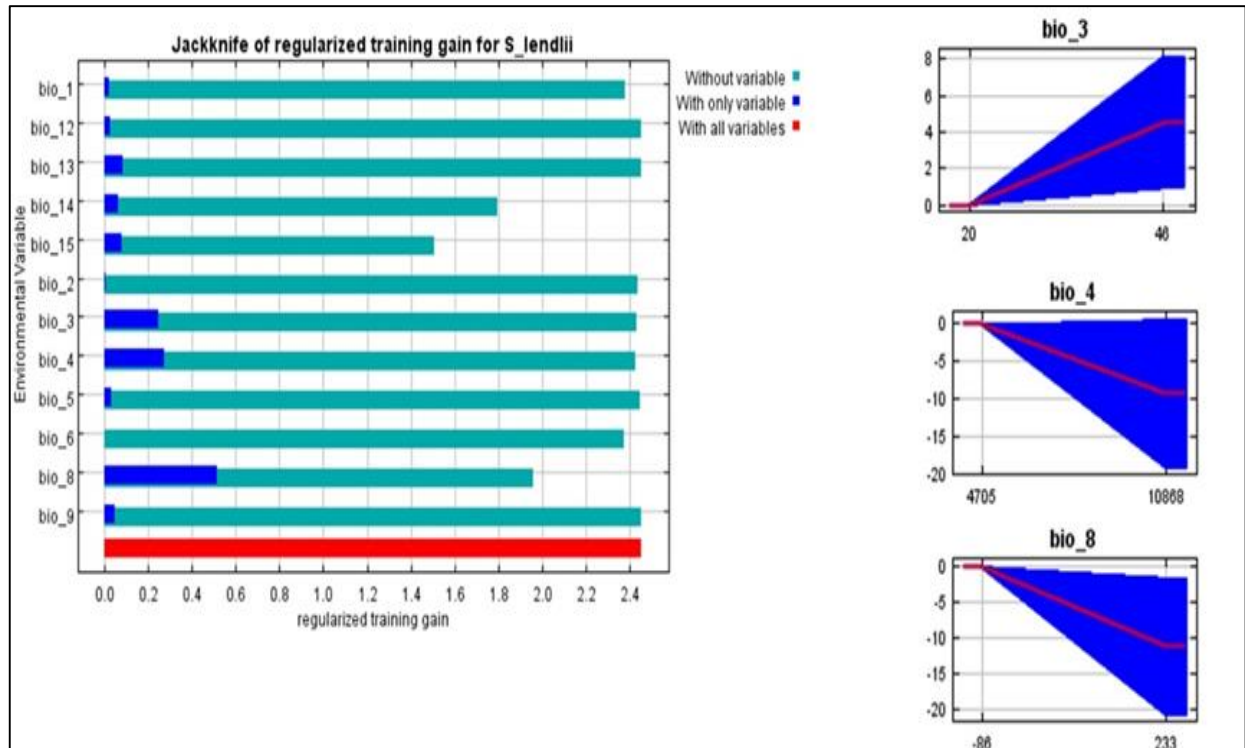 Jackknife of regularized training gain for S_lendlii
Environmental Variable
bio_1
bio_12
bio_13
bio_14
bio_15
bio_2
bio_3
bio_4
bio_5
bio_6
bio_8
bio_9
0.0 0.2 0.4 0.6 0.8 1.0 1.2 1.4 1.6 1.8 2.0 2.2 2.4
regularized training gain
Without variable
With only variable
With all variables
bio_3
8
6
4
2
0
20 46
bio_4
0
-5
-10
-15
-20
4705 10868
bio_8
0
-5
-10
-15
-20
-86 233